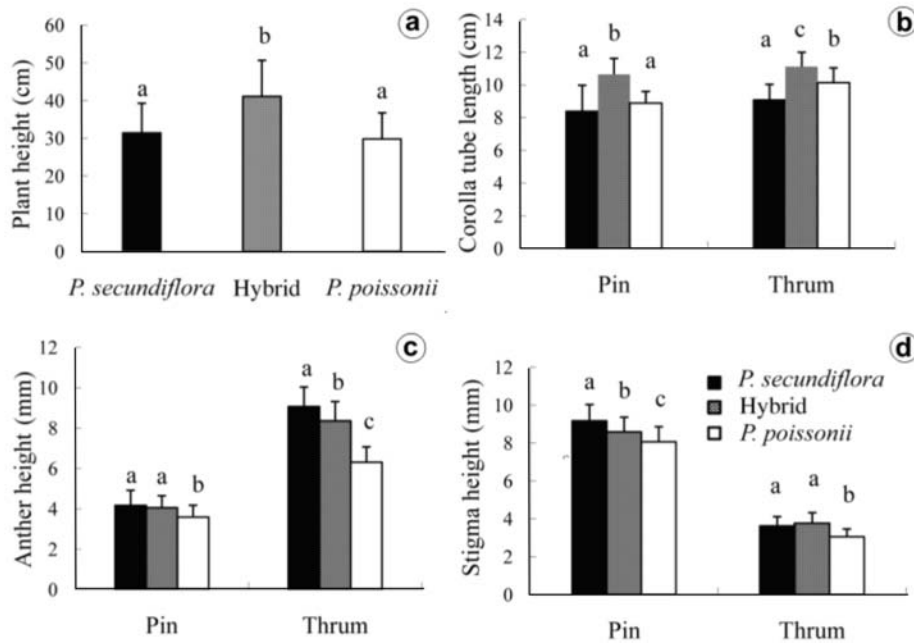 a
Plant height (cm)
60
50
40
30
20
10
0
a
b
a
P. secundiflora Hybrid P. poissonii
b
Corolla tube length (cm)
14
12
10
8
6
4
2
0
a b a
a c b
Pin Thrum
c
Anther height (mm)
12
10
8
6
4
2
0
a a b
a b c
Pin Thrum
d
Stigma height (mm)
12
10
8
6
4
2
0
a b c
a a b
P. secundiflora
Hybrid
P. poissonii
Pin Thrum